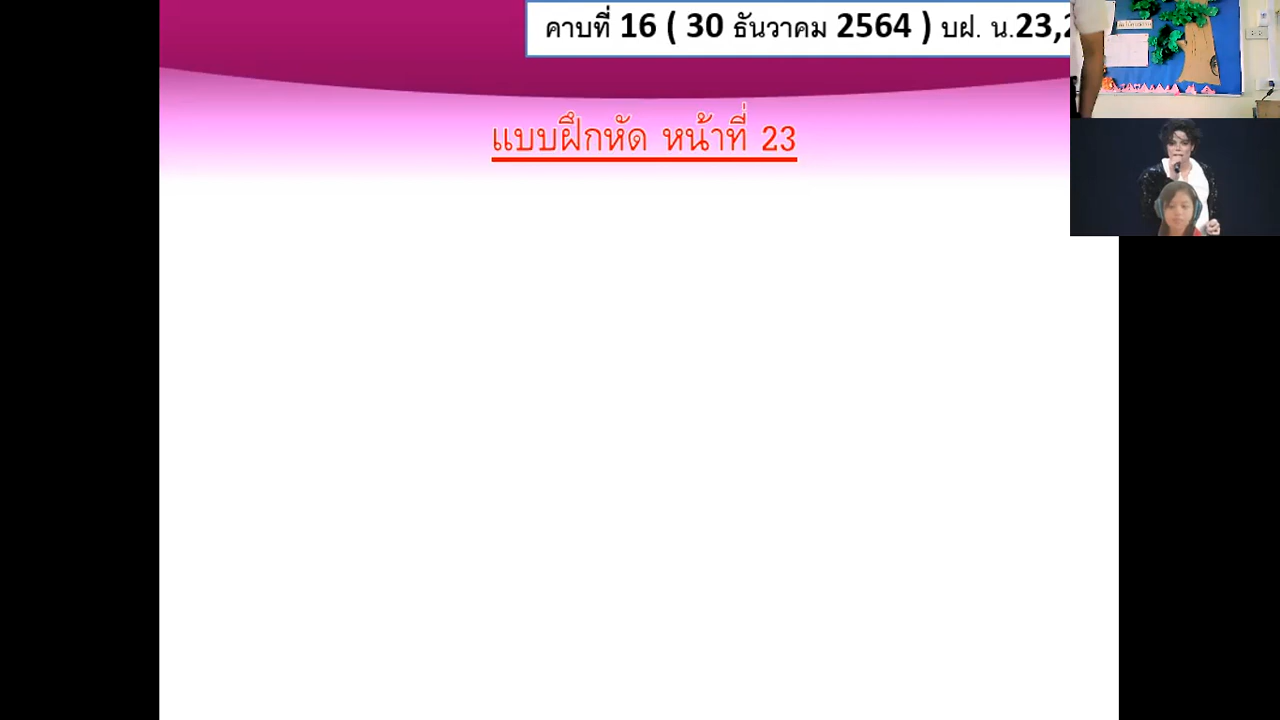 คาบที่ 16 ( 30 ธันวาคม 2564 ) บฝ. น.23,
แบบฝึกหัด หน้าที่ 23